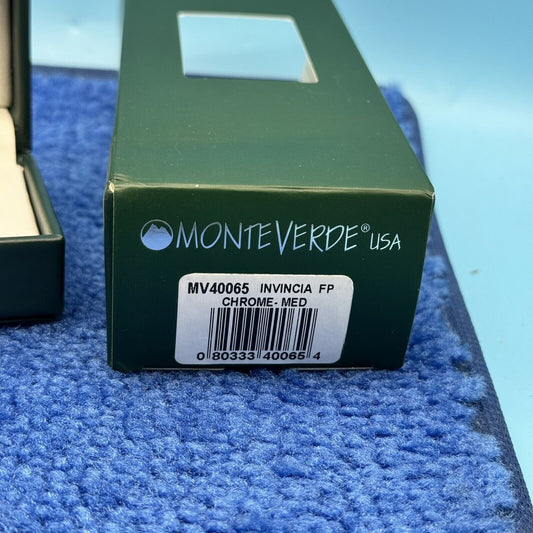 MONTEVERDE® USA
MV40065 INVINCIA FP
CHROME-MED
0 80333 40065 4